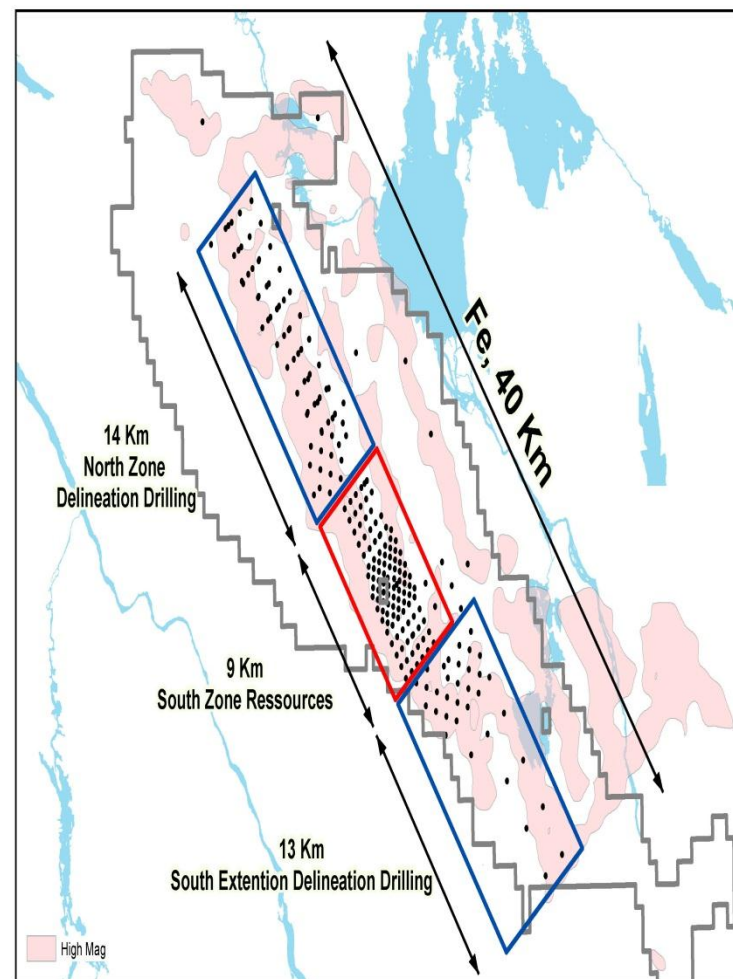 Fe, 40 Km
14 Km
North Zone
Delineation Drilling
9 Km
South Zone Ressources
13 Km
South Extention Delineation Drilling
High Mag